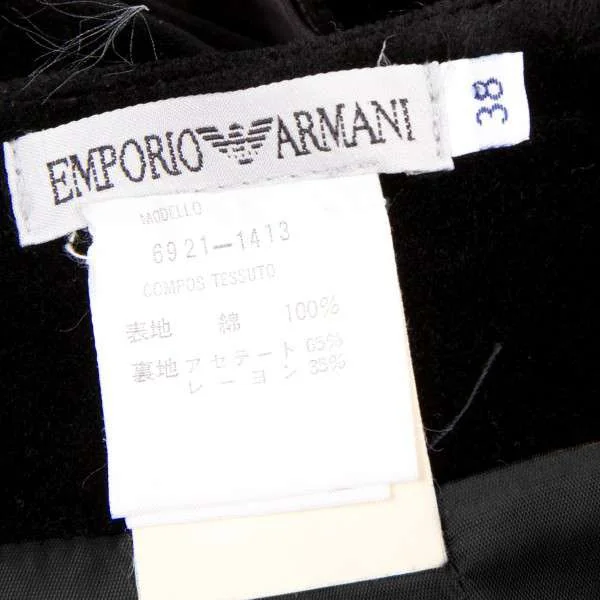 EMPORIO ARMANI
38
MODELLO
6921-1413
COMPOS TESSUTO
表地 綿 100%
裏地 アセテート 65%
レーヨン 35%